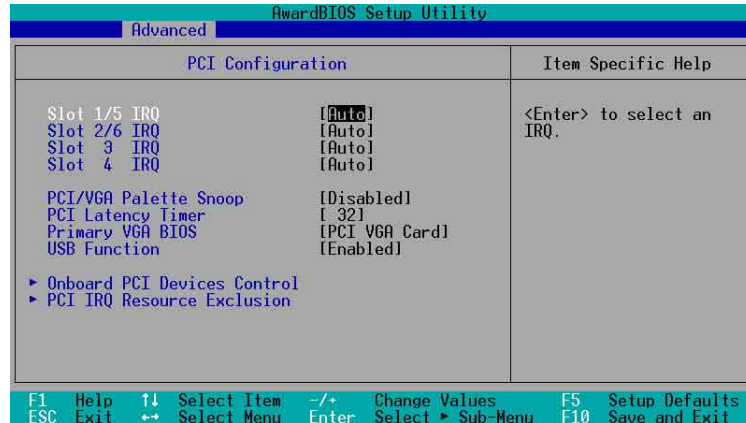 AwardBIOS Setup Utility
Advanced
PCI Configuration
Item Specific Help
Slot 1/5 IRQ [Auto]
Slot 2/6 IRQ [Auto]
Slot 3 IRQ [Auto]
Slot 4 IRQ [Auto]
PCI/VGA Palette Snoop [Disabled]
PCI Latency Timer [ 32]
Primary VGA BIOS [PCI VGA Card]
USB Function [Enabled]
▸ Onboard PCI Devices Control
▸ PCI IRQ Resource Exclusion
<Enter> to select an
IRQ.
F1 Help ↑↓ Select Item -/+ Change Values F5 Setup Defaults
ESC Exit ←→ Select Menu Enter Select ▸ Sub-Menu F10 Save and Exit